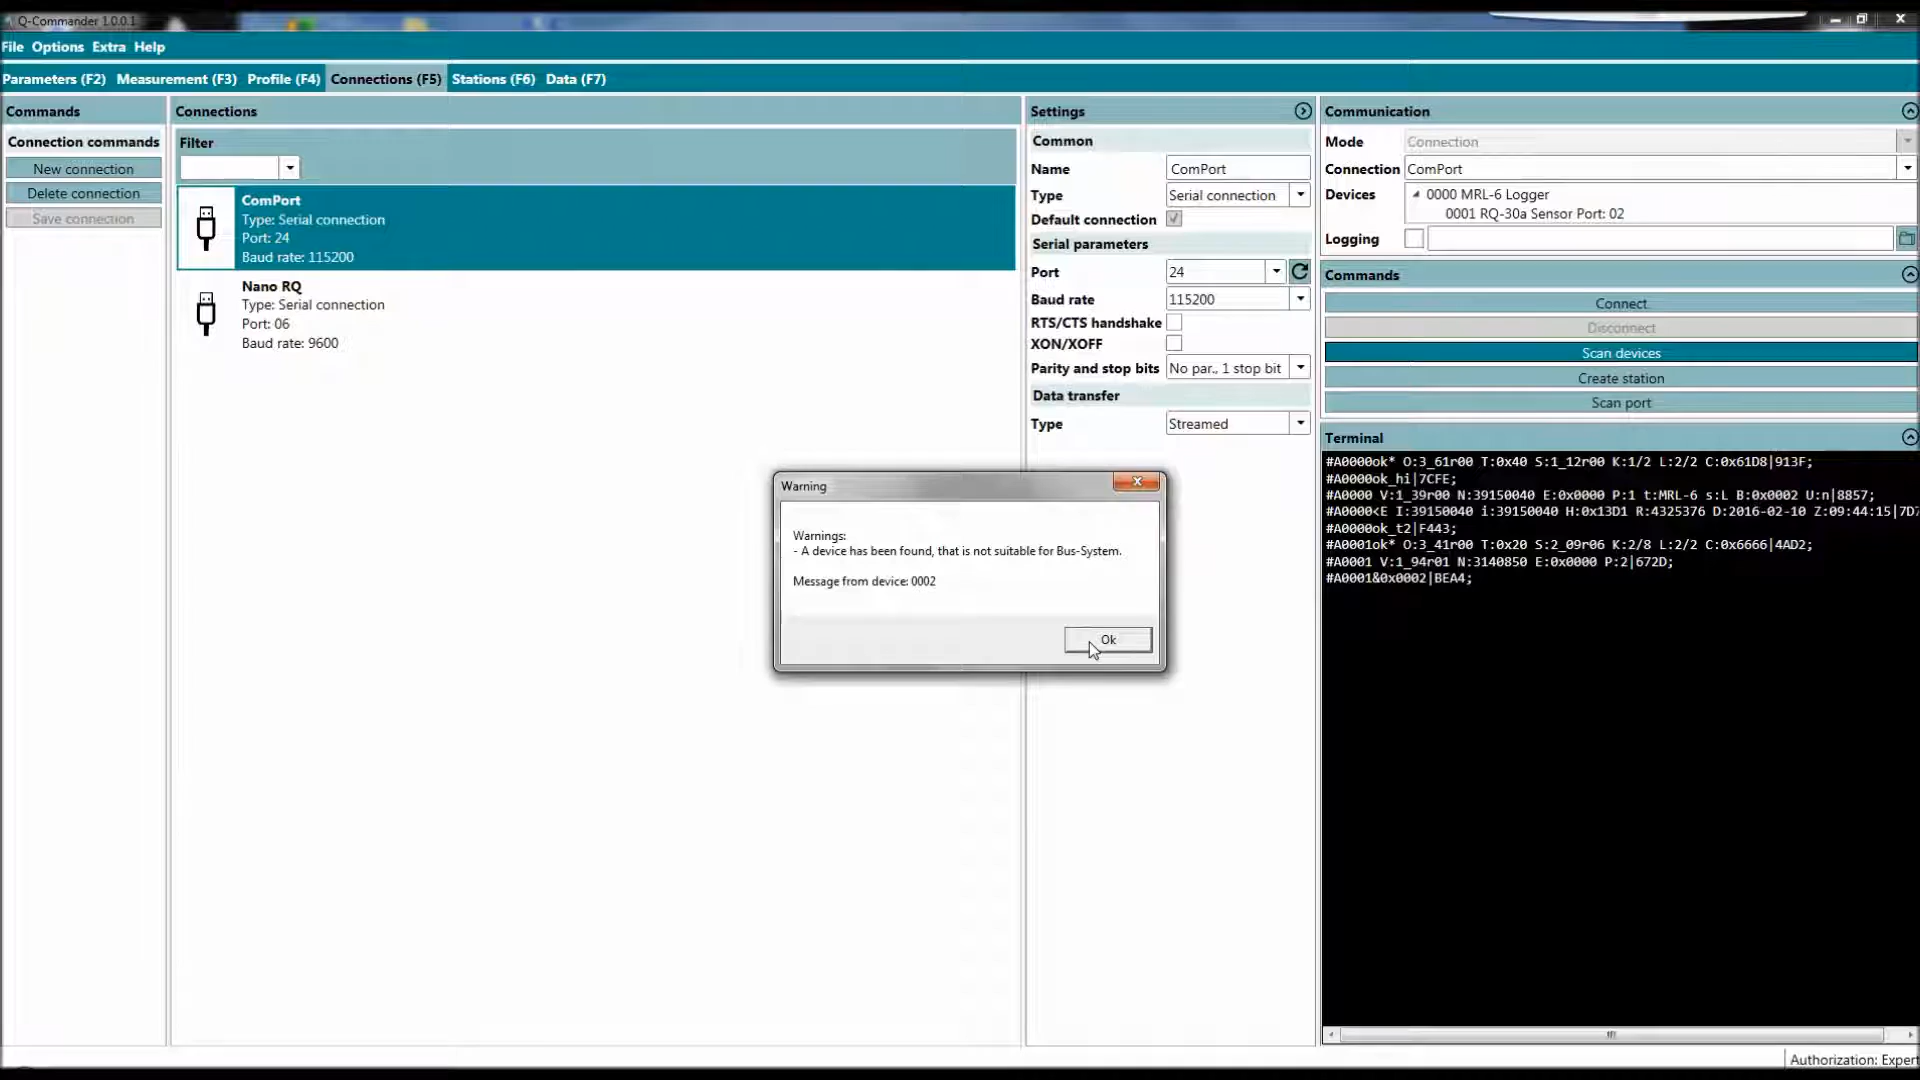 Q-Commander 1.0.0.1
File Options Extra Help
Parameters (F2) Measurement (F3) Profile (F4) Connections (F5) Stations (F6) Data (F7)
Commands
Connection commands
New connection
Delete connection
Save connection
Connections
Filter
ComPort
Type: Serial connection
Port: 24
Baud rate: 115200
Nano RQ
Type: Serial connection
Port: 06
Baud rate: 9600
Settings
Common
Name ComPort
Type Serial connection
Default connection
Serial parameters
Port 24
Baud rate 115200
RTS/CTS handshake
XON/XOFF
Parity and stop bits No par., 1 stop bit
Data transfer
Type Streamed
Warning
Warnings:
- A device has been found, that is not suitable for Bus-System.
Message from device: 0002
Ok
Communication
Mode Connection
Connection ComPort
Devices 0000 MRL-6 Logger
0001 RQ-30a Sensor Port: 02
Logging
Commands
Connect
Disconnect
Scan devices
Create station
Scan port
Terminal
#A0000ok* O:3_61r00 T:0x40 S:1_12r00 K:1/2 L:2/2 C:0x61D8|913F;
#A0000ok_hi|7CFE;
#A0000 V:1_39r00 N:39150040 E:0x0000 P:1 t:MRL-6 s:L B:0x0002 U:n|8857;
#A0000<E I:39150040 i:39150040 H:0x13D1 R:4325376 D:2016-02-10 Z:09:44:15|7D7
#A0000ok_t2|F443;
#A0001ok* O:3_41r00 T:0x20 S:2_09r06 K:2/8 L:2/2 C:0x6666|4AD2;
#A0001 V:1_94r01 N:3140850 E:0x0000 P:2|672D;
#A0001&0x0002|BEA4;
Authorization: Expert